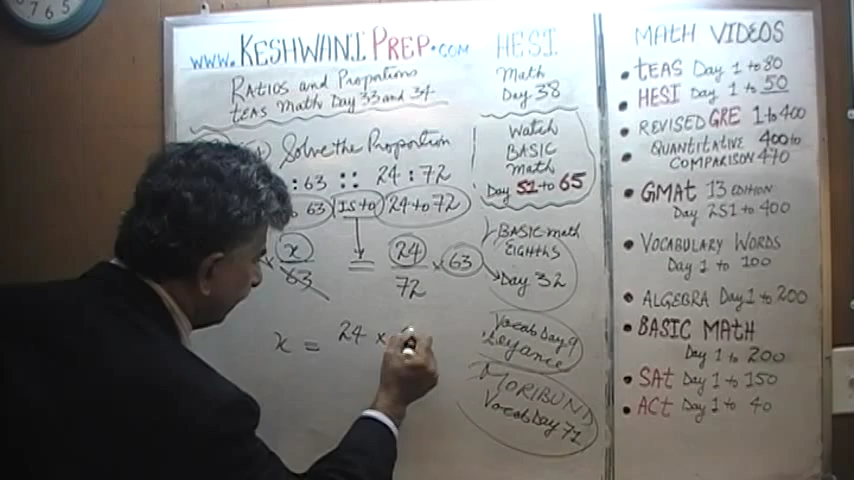 7 6 5
www.KESHWANI PREP.com
RATIOS and Proportions
tEAS Math Day 33 and 34
Solve the Proportion
: 63 :: 24 : 72
63 IS to 24 to 72
x/63 = 24/72 × 63
x = 24 ×
HESI
Math
Day 38
Watch
BASIC
Math
Day 51 to 65
BASIC math
EIGHTHS
Day 32
Vocab Day 9
MORIBUND
Vocab Day 71
MATH VIDEOS
• tEAS Day 1 to 80
• HESI Day 1 to 50
• REVISED GRE 1 to 400
• QUANTITATIVE 400 to
COMPARISON 470
• GMAt 13 EDITION
Day 251 to 400
• VOCABULARY WORDS
Day 1 to 100
• ALGEBRA Day 1 to 200
• BASIC MATH
Day 1 to 200
• SAt Day 1 to 150
• ACt Day 1 to 40